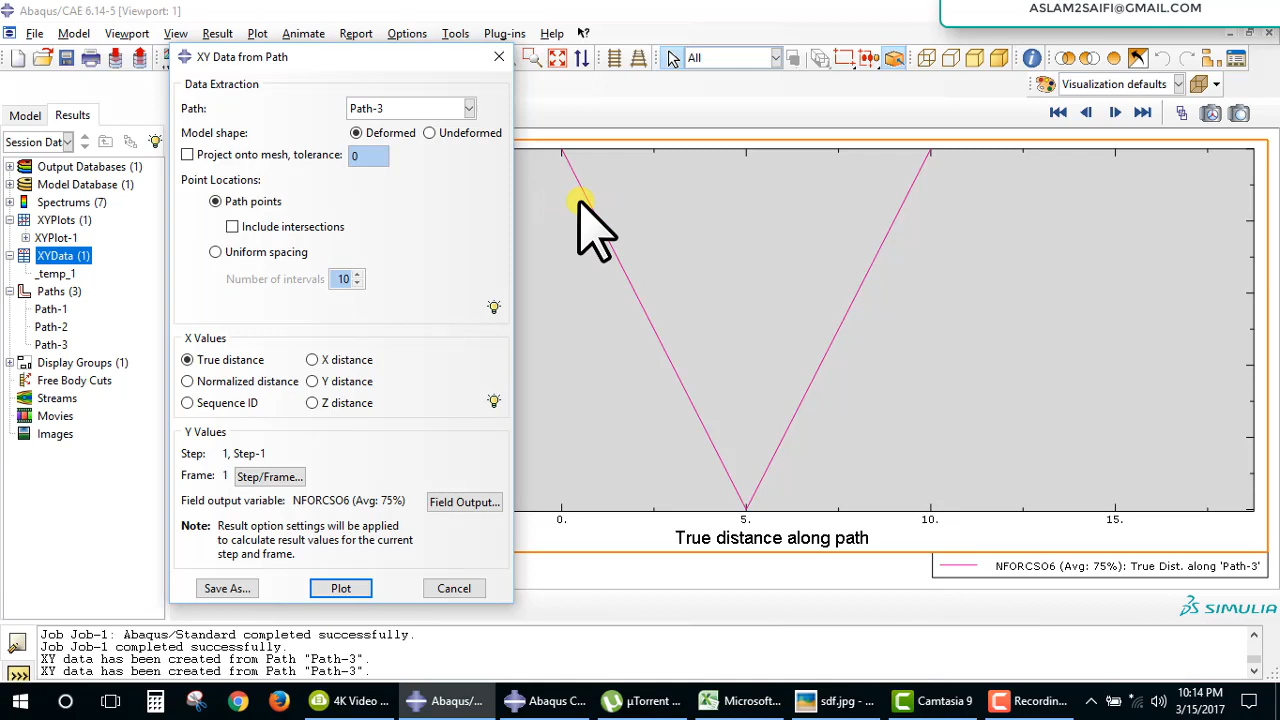 Abaqus/CAE 6.14-5 [Viewport: 1]
ASLAM2SAIFI@GMAIL.COM
File Model Viewport View Result Plot Animate Report Options Tools Plug-ins Help
All
Visualization defaults
Model Results
Session Dat
Output Databases (1)
Model Database (1)
Spectrums (7)
XYPlots (1)
XYPlot-1
XYData (1)
_temp_1
Paths (3)
Path-1
Path-2
Path-3
Display Groups (1)
Free Body Cuts
Streams
Movies
Images
XY Data from Path
Data Extraction
Path: Path-3
Model shape: Deformed Undeformed
Project onto mesh, tolerance: 0
Point Locations:
Path points
Include intersections
Uniform spacing
Number of intervals 10
X Values
True distance X distance
Normalized distance Y distance
Sequence ID Z distance
Y Values
Step: 1, Step-1
Frame: 1 Step/Frame...
Field output variable: NFORCSO6 (Avg: 75%) Field Output...
Note: Result option settings will be applied
to calculate result values for the current
step and frame.
Save As... Plot Cancel
0. 5. 10. 15.
True distance along path
NFORCSO6 (Avg: 75%): True Dist. along 'Path-3'
SIMULIA
Job Job-1: Abaqus/Standard completed successfully.
Job Job-1 completed successfully.
XY data has been created from Path "Path-3".
XY data has been created from Path "Path-3".
>>>
4K Video ... Abaqus/... Abaqus C... µTorrent ... Microsoft... sdf.jpg - ... Camtasia 9 Recordin...
10:14 PM
3/15/2017